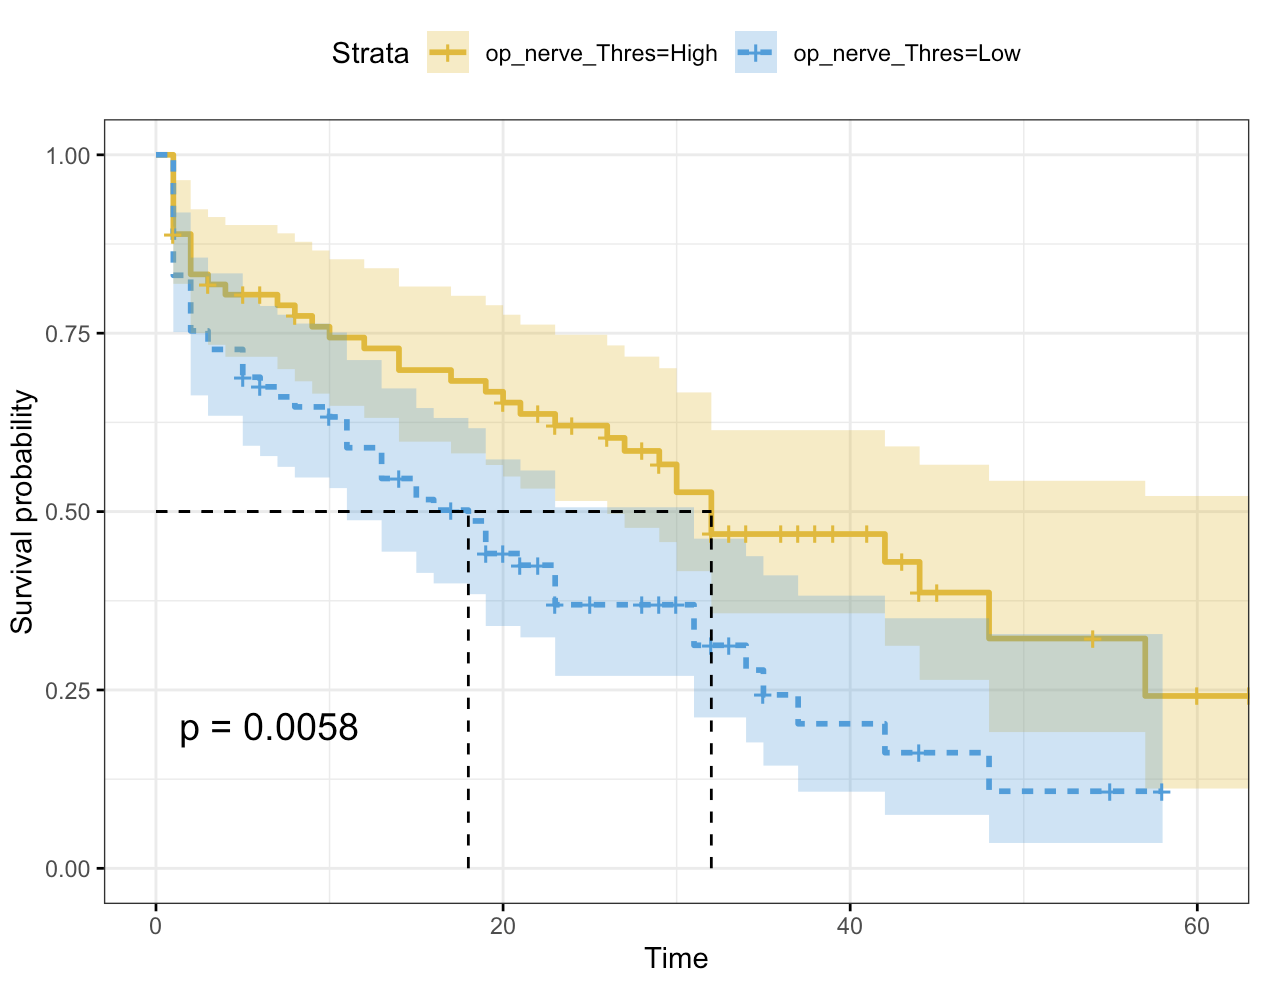 Strata op_nerve_Thres=High op_nerve_Thres=Low
1.00
0.75
0.50
0.25
0.00
Survival probability
p = 0.0058
0 20 40 60
Time